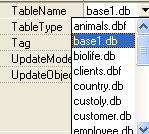 TableName base1.db
TableType animals.dbf
Tag base1.db
UpdateMode biolife.db
UpdateObje clients.dbf
country.db
custoly.db
customer.db
employee.db